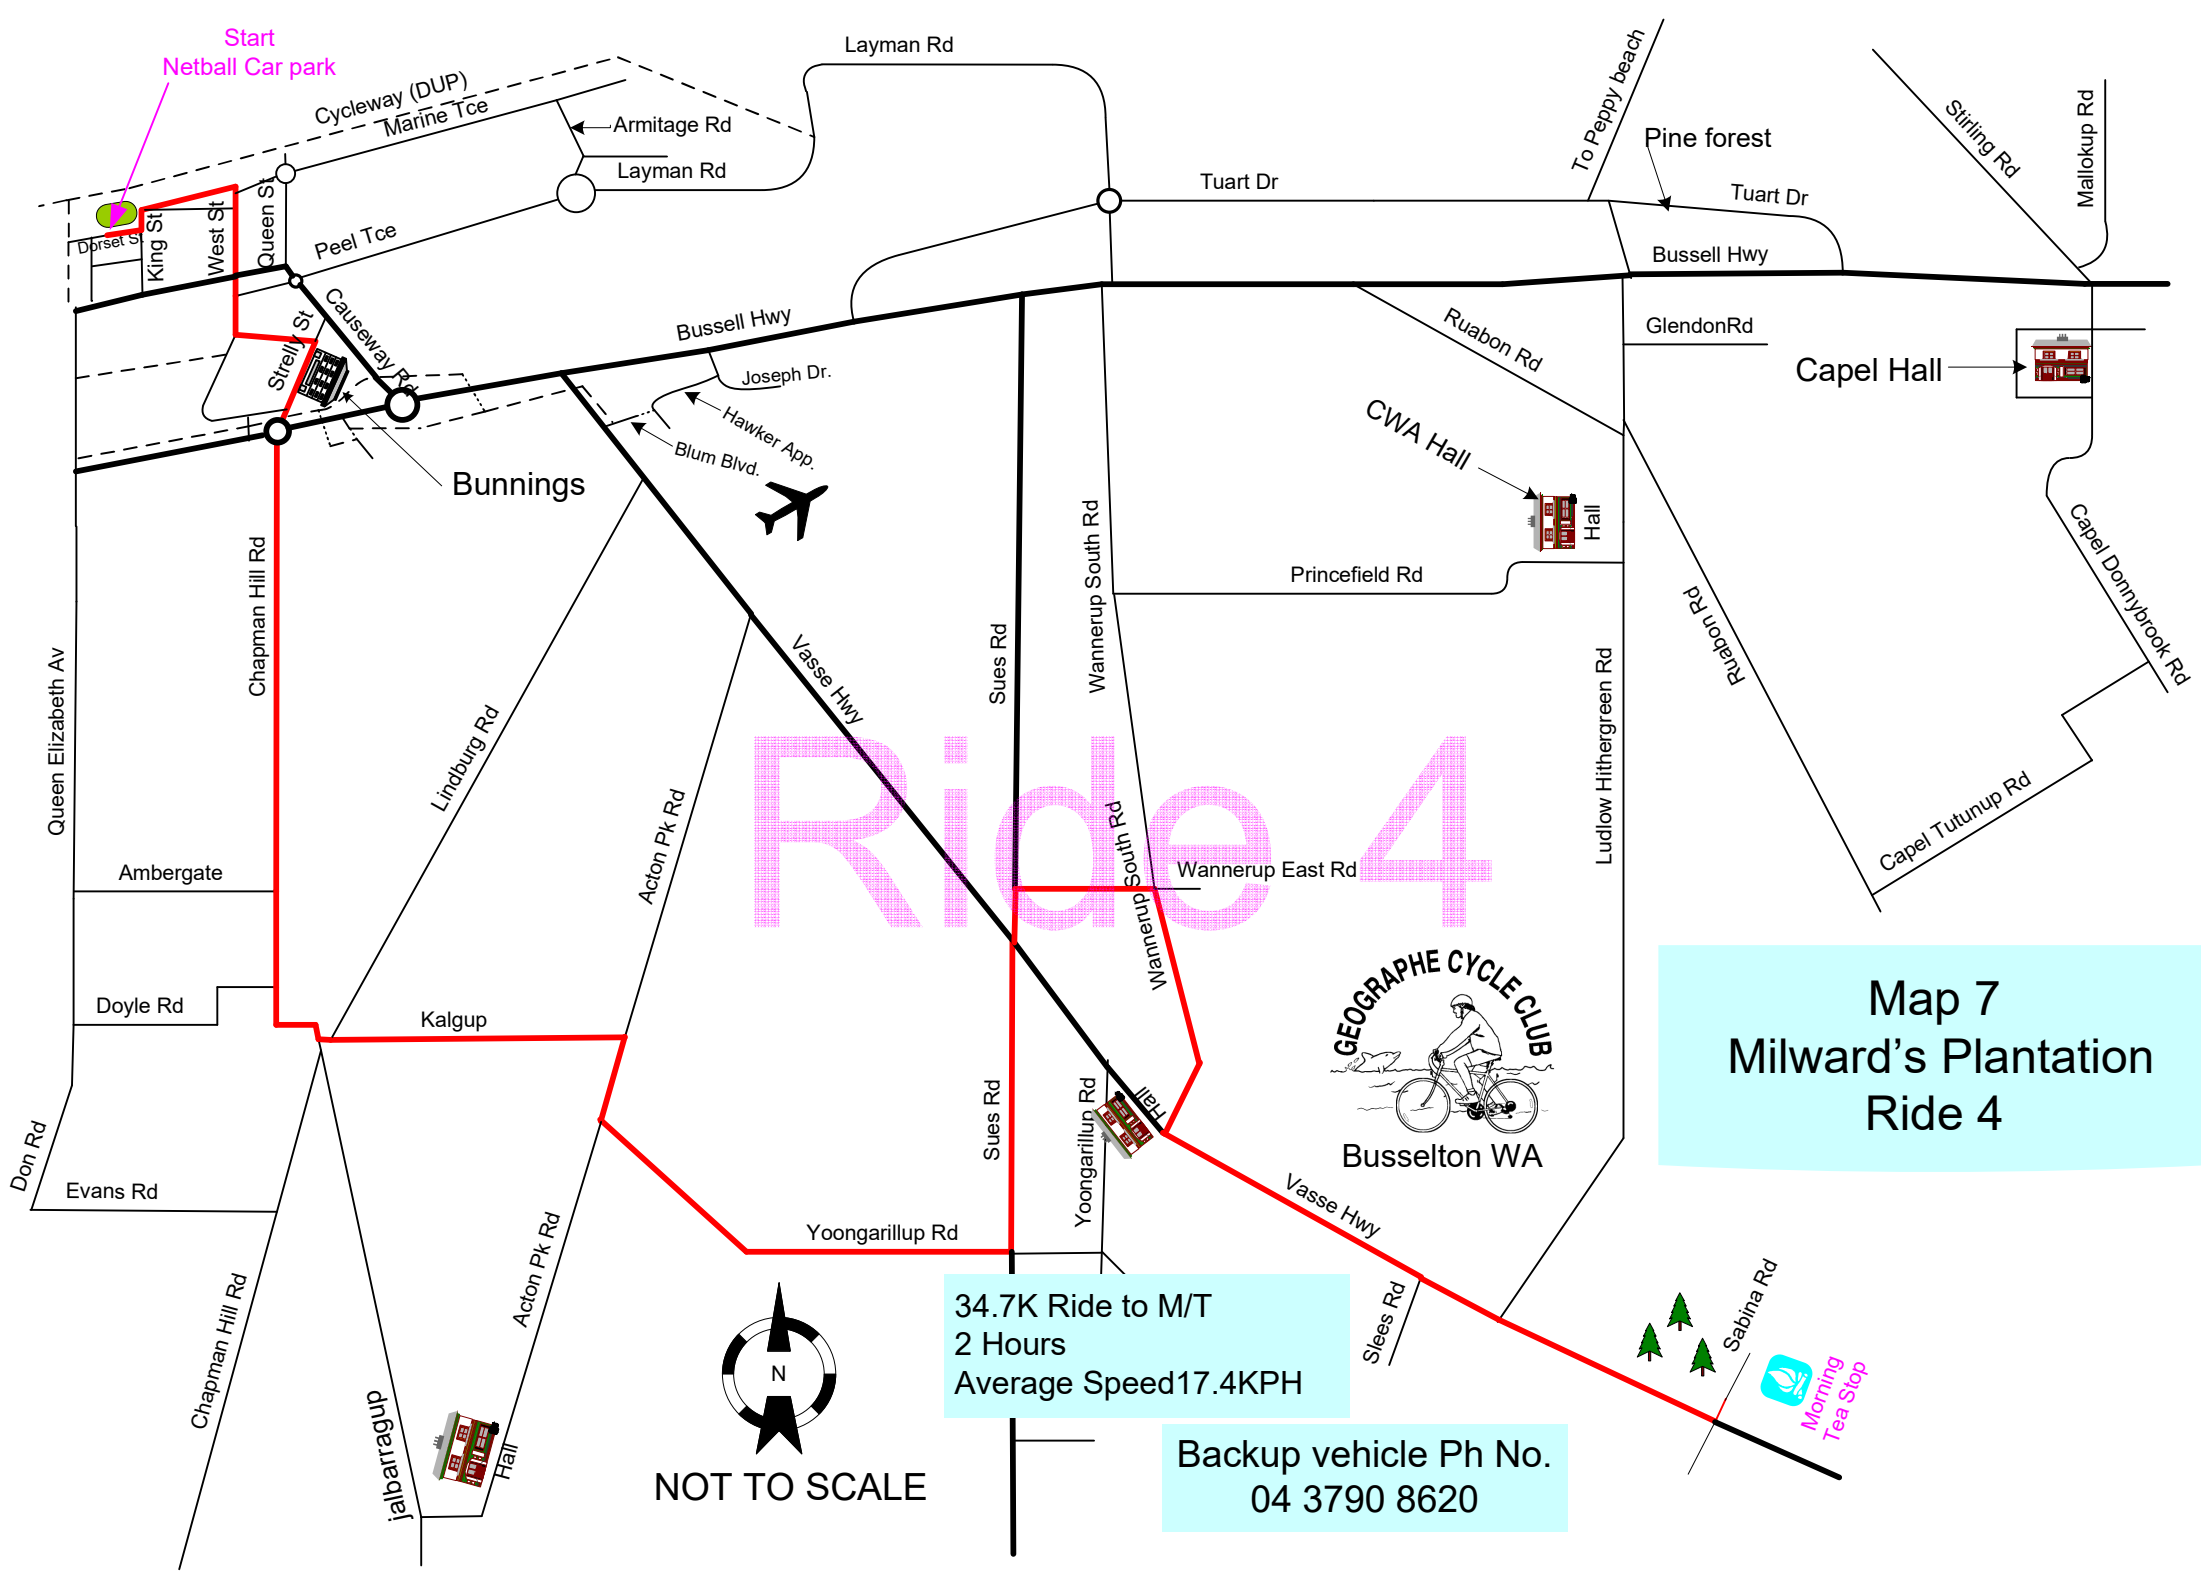 Start
Netball Car park
Cycleway (DUP)
Marine Tce
Armitage Rd
Layman Rd
Layman Rd
To Peppy beach
Pine forest
Stirling Rd
Mallokup Rd
Tuart Dr
Tuart Dr
Dorset St
King St
West St
Queen St
Peel Tce
Bussell Hwy
Causeway Rd
Strelly St
Bussell Hwy
Joseph Dr.
Hawker App.
Blum Blvd.
Ruabon Rd
GlendonRd
Capel Hall
CWA Hall
Hall
Bunnings
Chapman Hill Rd
Wannerup South Rd
Princefield Rd
Capel Donnybrook Rd
Ruabon Rd
Queen Elizabeth Av
Lindburg Rd
Vasse Hwy
Sues Rd
Ludlow Hithergreen Rd
Ride 4
Acton Pk Rd
Wannerup South Rd
Wannerup East Rd
Capel Tutunup Rd
Ambergate
Doyle Rd
Kalgup
GEOGRAPHE CYCLE CLUB
Busselton WA
Map 7
Milward’s Plantation
Ride 4
Don Rd
Evans Rd
Sues Rd
Yoongarillup Rd
Hall
Yoongarillup Rd
Vasse Hwy
Acton Pk Rd
Chapman Hill Rd
jalbarragup
Hall
N
NOT TO SCALE
34.7K Ride to M/T
2 Hours
Average Speed17.4KPH
Slees Rd
Sabina Rd
Morning
Tea Stop
Backup vehicle Ph No.
04 3790 8620